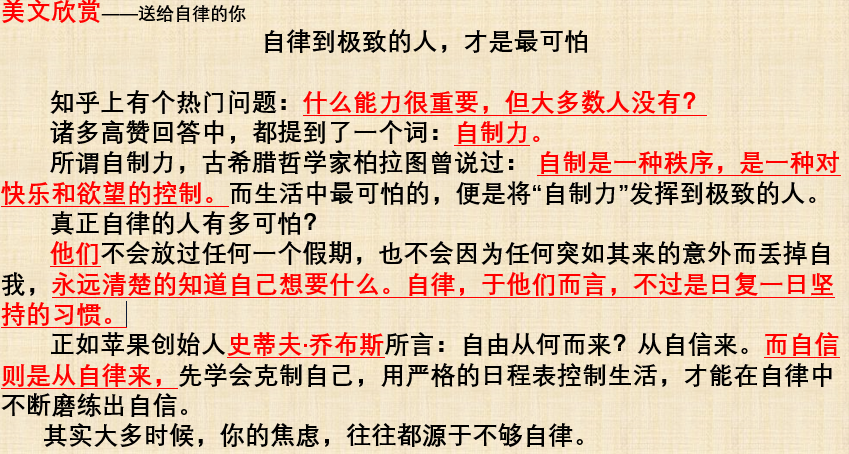 美文欣赏——送给自律的你
自律到极致的人，才是最可怕
知乎上有个热门问题：什么能力很重要，但大多数人没有？
诸多高赞回答中，都提到了一个词：自制力。
所谓自制力，古希腊哲学家柏拉图曾说过： 自制是一种秩序，是一种对
快乐和欲望的控制。而生活中最可怕的，便是将“自制力”发挥到极致的人。
真正自律的人有多可怕？
他们不会放过任何一个假期，也不会因为任何突如其来的意外而丢掉自
我，永远清楚的知道自己想要什么。自律，于他们而言，不过是日复一日坚
持的习惯。
正如苹果创始人史蒂夫·乔布斯所言：自由从何而来？从自信来。而自信
则是从自律来，先学会克制自己，用严格的日程表控制生活，才能在自律中
不断磨练出自信。
其实大多时候，你的焦虑，往往都源于不够自律。